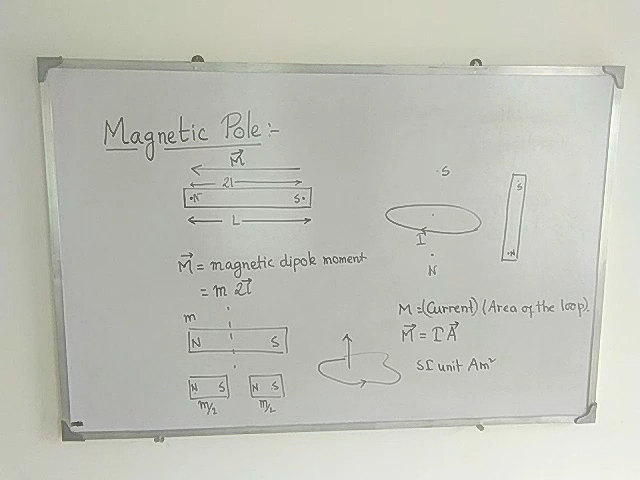 Magnetic Pole :-
M
2l
N S
L
M = magnetic dipole moment
= m 2l
m
N S
N S N S
m/2 m/2
S
I
N
S
N
M = (Current) (Area of the loop).
M = I A
SI unit Am²